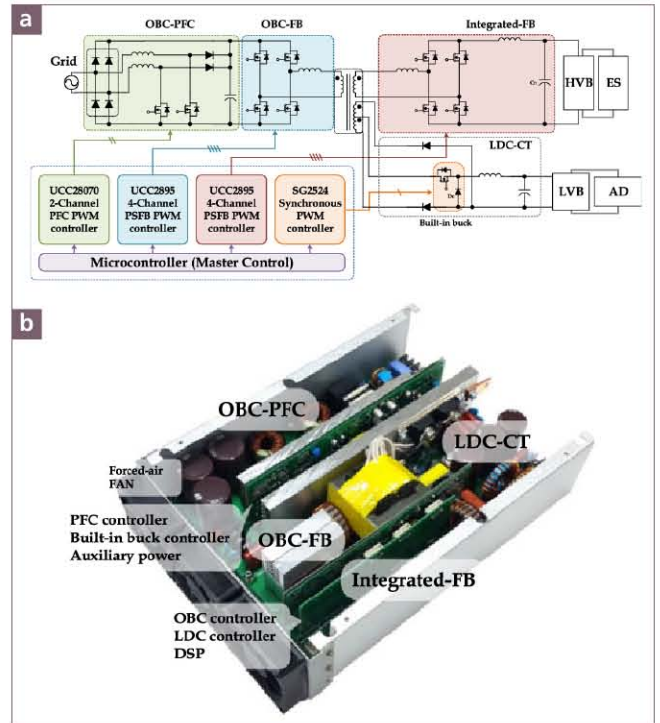 a
OBC-PFC
OBC-FB
Integrated-FB
Grid
HVB
ES
LDC-CT
LVB
AD
Built-in buck
UCC28070
2-Channel
PFC PWM
controller
UCC2895
4-Channel
PSFB PWM
controller
UCC2895
4-Channel
PSFB PWM
controller
SG2524
Synchronous
PWM
controller
Microcontroller (Master Control)
b
OBC-PFC
LDC-CT
Forced-air
FAN
PFC controller
Built-in buck controller
Auxiliary power
OBC-FB
Integrated-FB
OBC controller
LDC controller
DSP